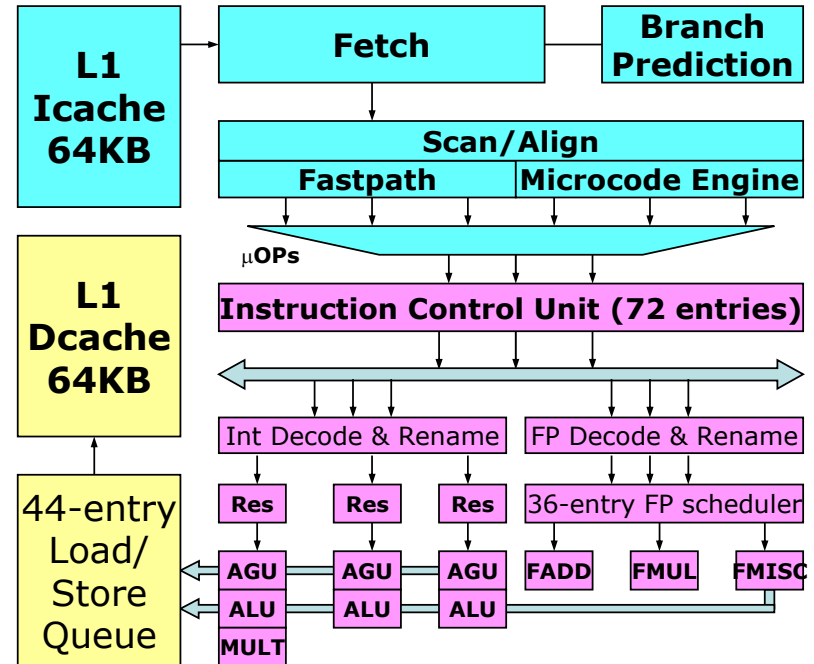 L1
Icache
64KB
Fetch
Branch
Prediction
Scan/Align
Fastpath
Microcode Engine
μOPs
L1
Dcache
64KB
Instruction Control Unit (72 entries)
Int Decode & Rename
FP Decode & Rename
44-entry
Load/
Store
Queue
Res
Res
Res
36-entry FP scheduler
AGU
AGU
AGU
FADD
FMUL
FMISC
ALU
ALU
ALU
MULT